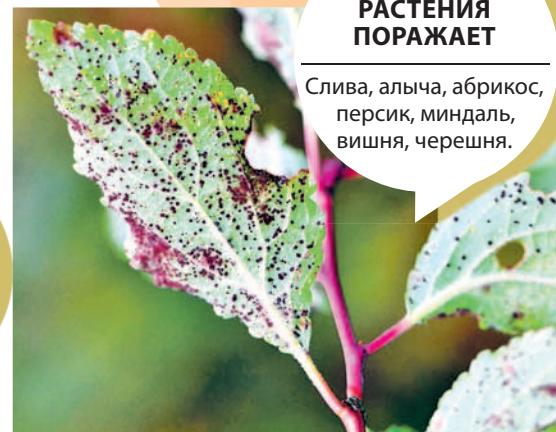 РАСТЕНИЯ
ПОРАЖАЕТ
Слива, алыча, абрикос,
персик, миндаль,
вишня, черешня.